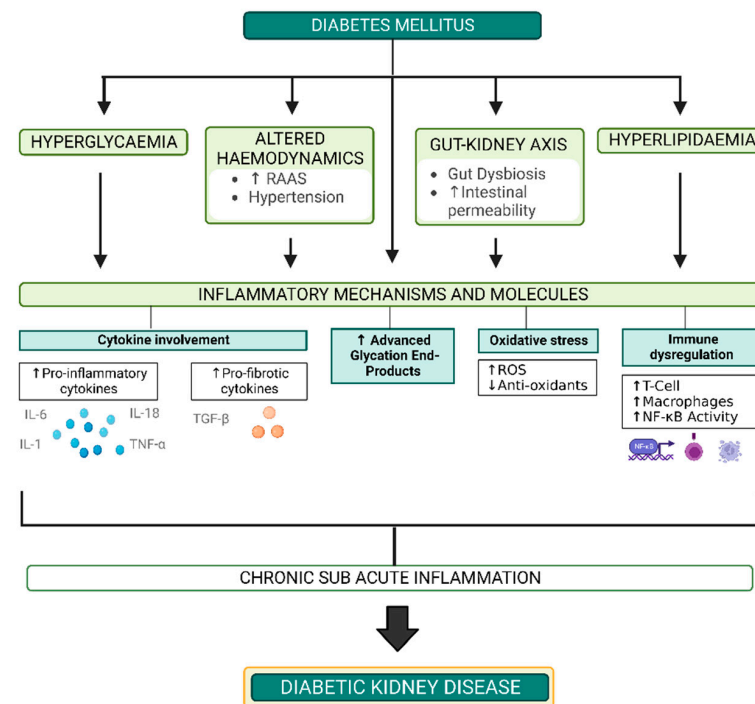 DIABETES MELLITUS
HYPERGLYCAEMIA
ALTERED
HAEMODYNAMICS
• ↑ RAAS
• Hypertension
GUT-KIDNEY AXIS
• Gut Dysbiosis
• ↑Intestinal
permeability
HYPERLIPIDAEMIA
INFLAMMATORY MECHANISMS AND MOLECULES
Cytokine involvement
↑Pro-inflammatory
cytokines
IL-6
IL-18
IL-1
TNF-α
↑Pro-fibrotic
cytokines
TGF-β
↑ Advanced
Glycation End-
Products
Oxidative stress
↑ROS
↓Anti-oxidants
Immune
dysregulation
↑T-Cell
↑Macrophages
↑NF-κB Activity
NF-κB
CHRONIC SUB ACUTE INFLAMMATION
DIABETIC KIDNEY DISEASE